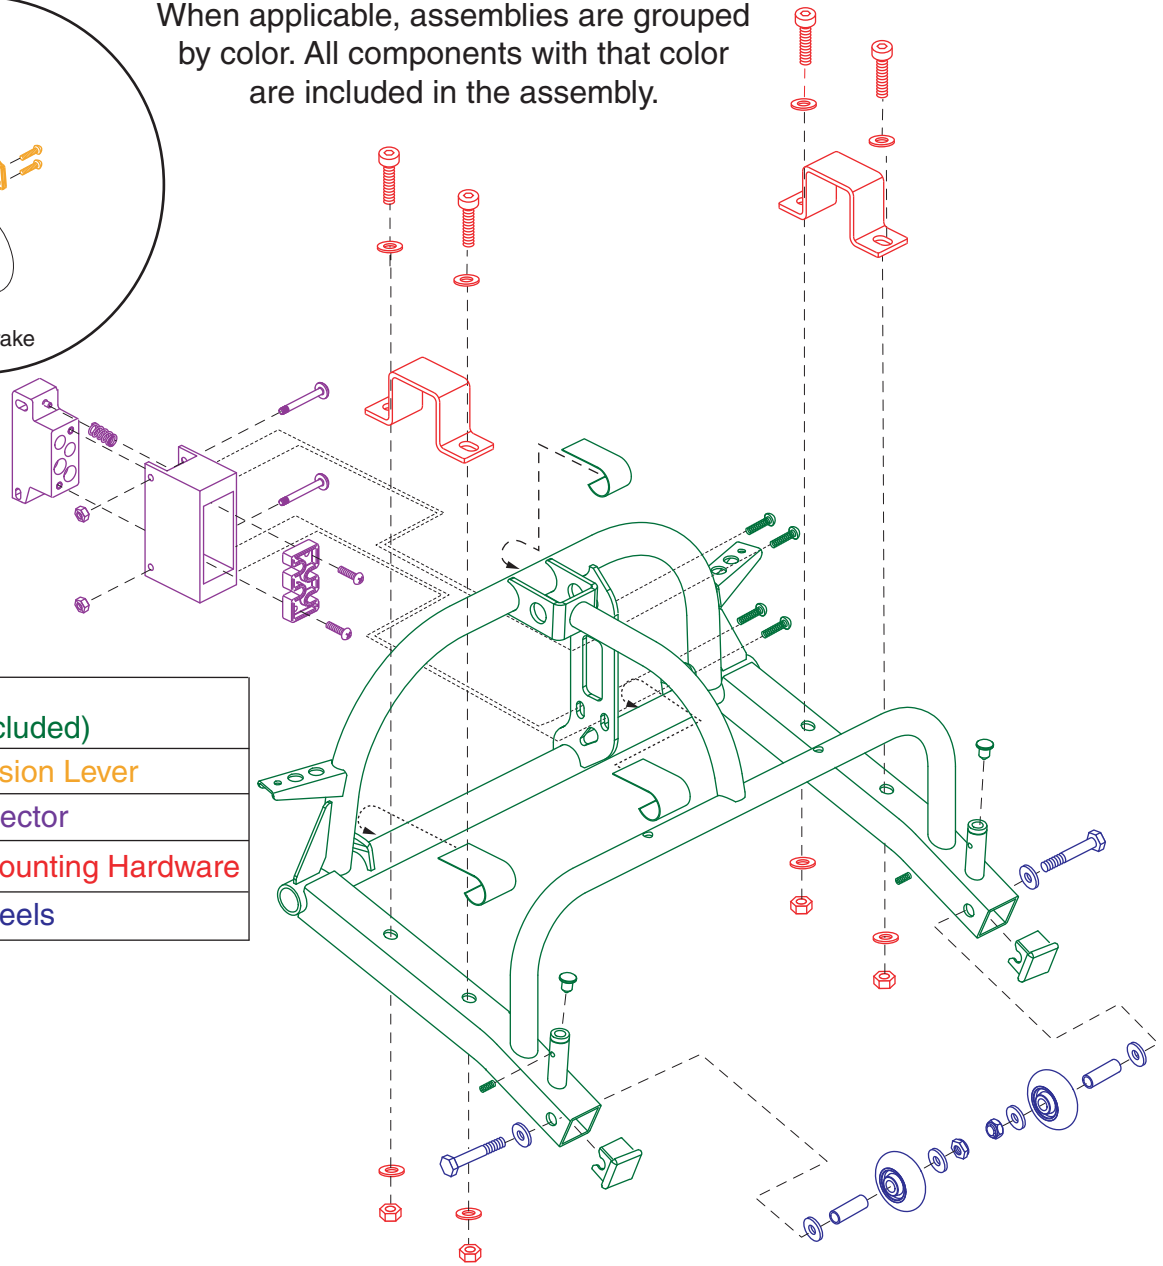 When applicable, assemblies are grouped
by color. All components with that color
are included in the assembly.
ake
cluded)
sion Lever
ector
ounting Hardware
eels